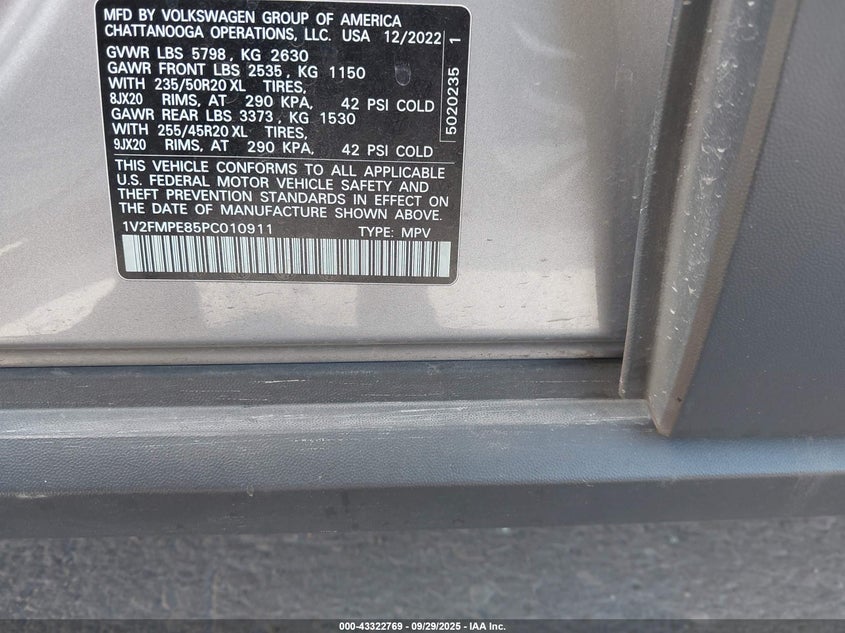 MFD BY VOLKSWAGEN GROUP OF AMERICA
CHATTANOOGA OPERATIONS, LLC. USA 12/2022
GVWR LBS 5798, KG 2630
GAWR FRONT LBS 2535, KG 1150
WITH 235/50R20 XL TIRES,
8JX20 RIMS, AT 290 KPA, 42 PSI COLD
GAWR REAR LBS 3373, KG 1530
WITH 255/45R20 XL TIRES,
9JX20 RIMS, AT 290 KPA, 42 PSI COLD
THIS VEHICLE CONFORMS TO ALL APPLICABLE
U.S. FEDERAL MOTOR VEHICLE SAFETY AND
THEFT PREVENTION STANDARDS IN EFFECT ON
THE DATE OF MANUFACTURE SHOWN ABOVE.
1V2FMPE85PC010911 TYPE: MPV
5020235 1
000-43322769 - 09/29/2025 - IAA Inc.